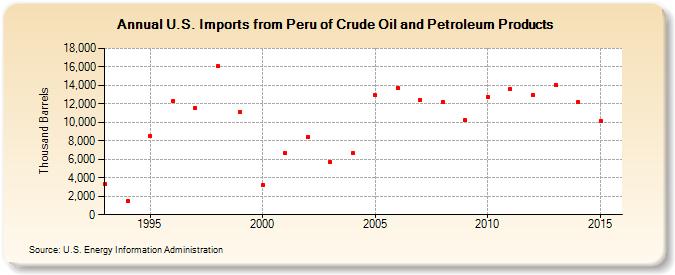 Annual U.S. Imports from Peru of Crude Oil and Petroleum Products
Thousand Barrels
18,000
16,000
14,000
12,000
10,000
8,000
6,000
4,000
2,000
0
1995 2000 2005 2010 2015
Source: U.S. Energy Information Administration